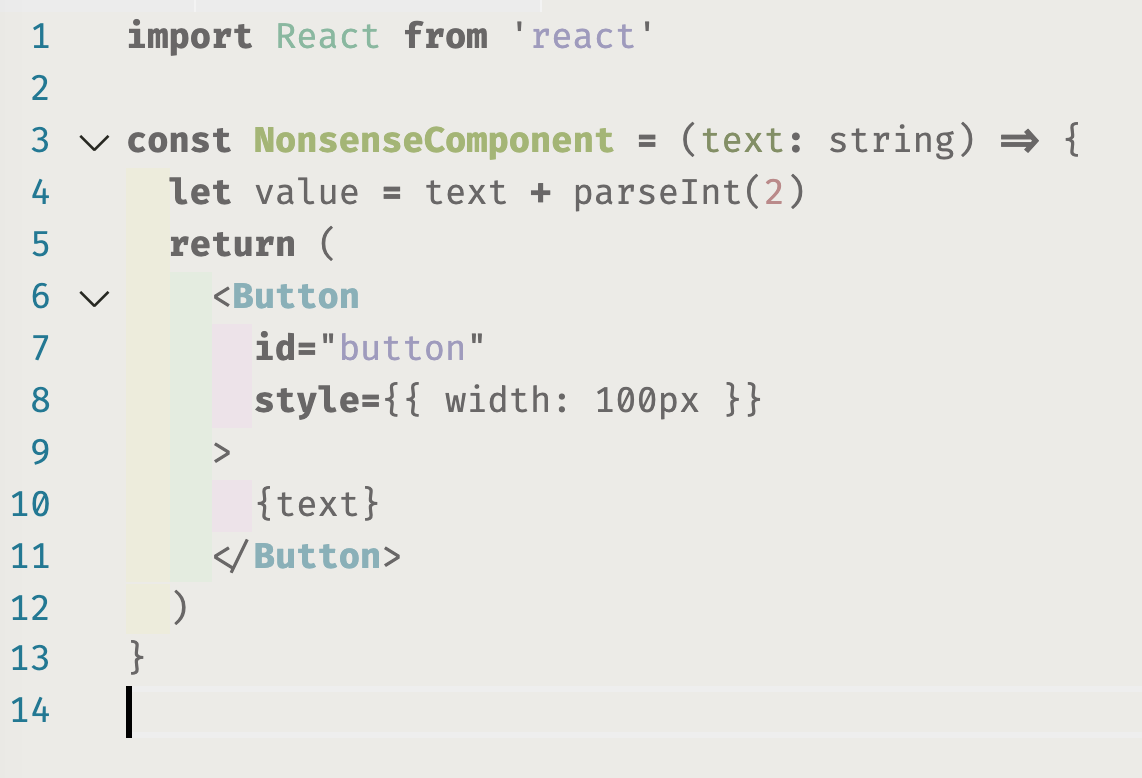 1 import React from 'react'
2
3 const NonsenseComponent = (text: string) => {
4 let value = text + parseInt(2)
5 return (
6 <Button
7 id="button"
8 style={{ width: 100px }}
9 >
10 {text}
11 </Button>
12 )
13 }
14